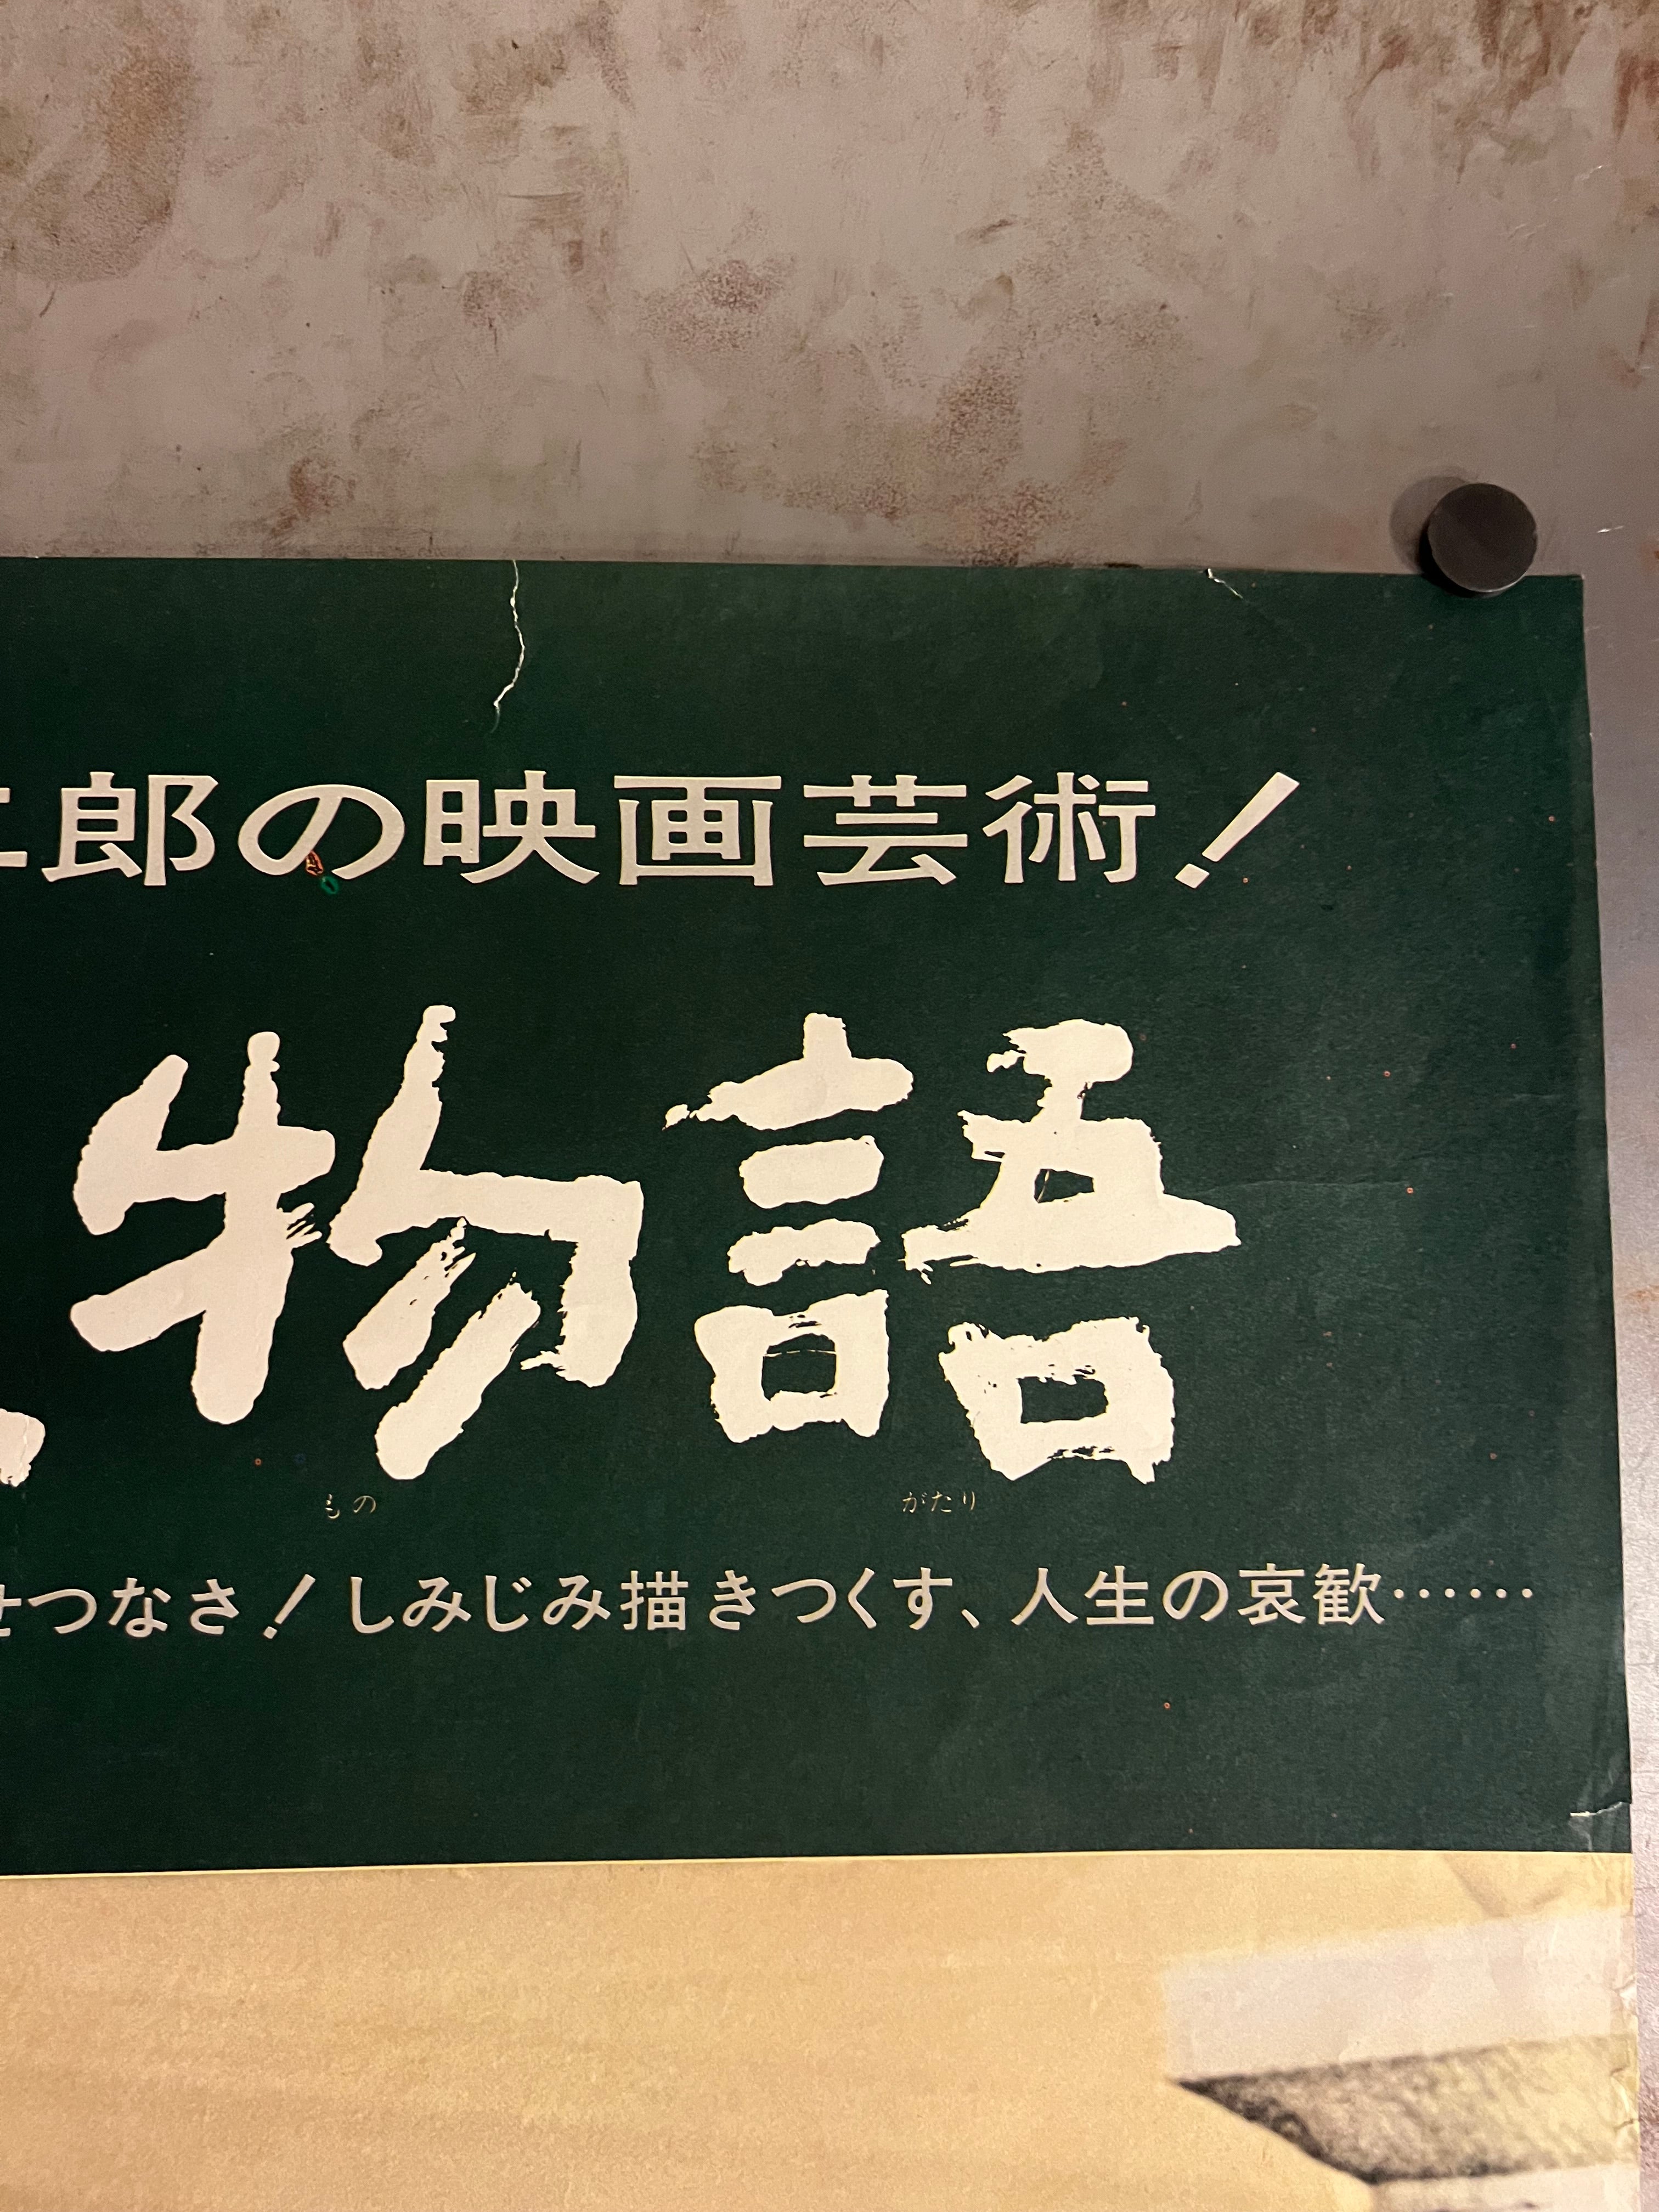 郎の映画芸術！
物語
もの がたり
せつなさ！しみじみ描きつくす、人生の哀歓……